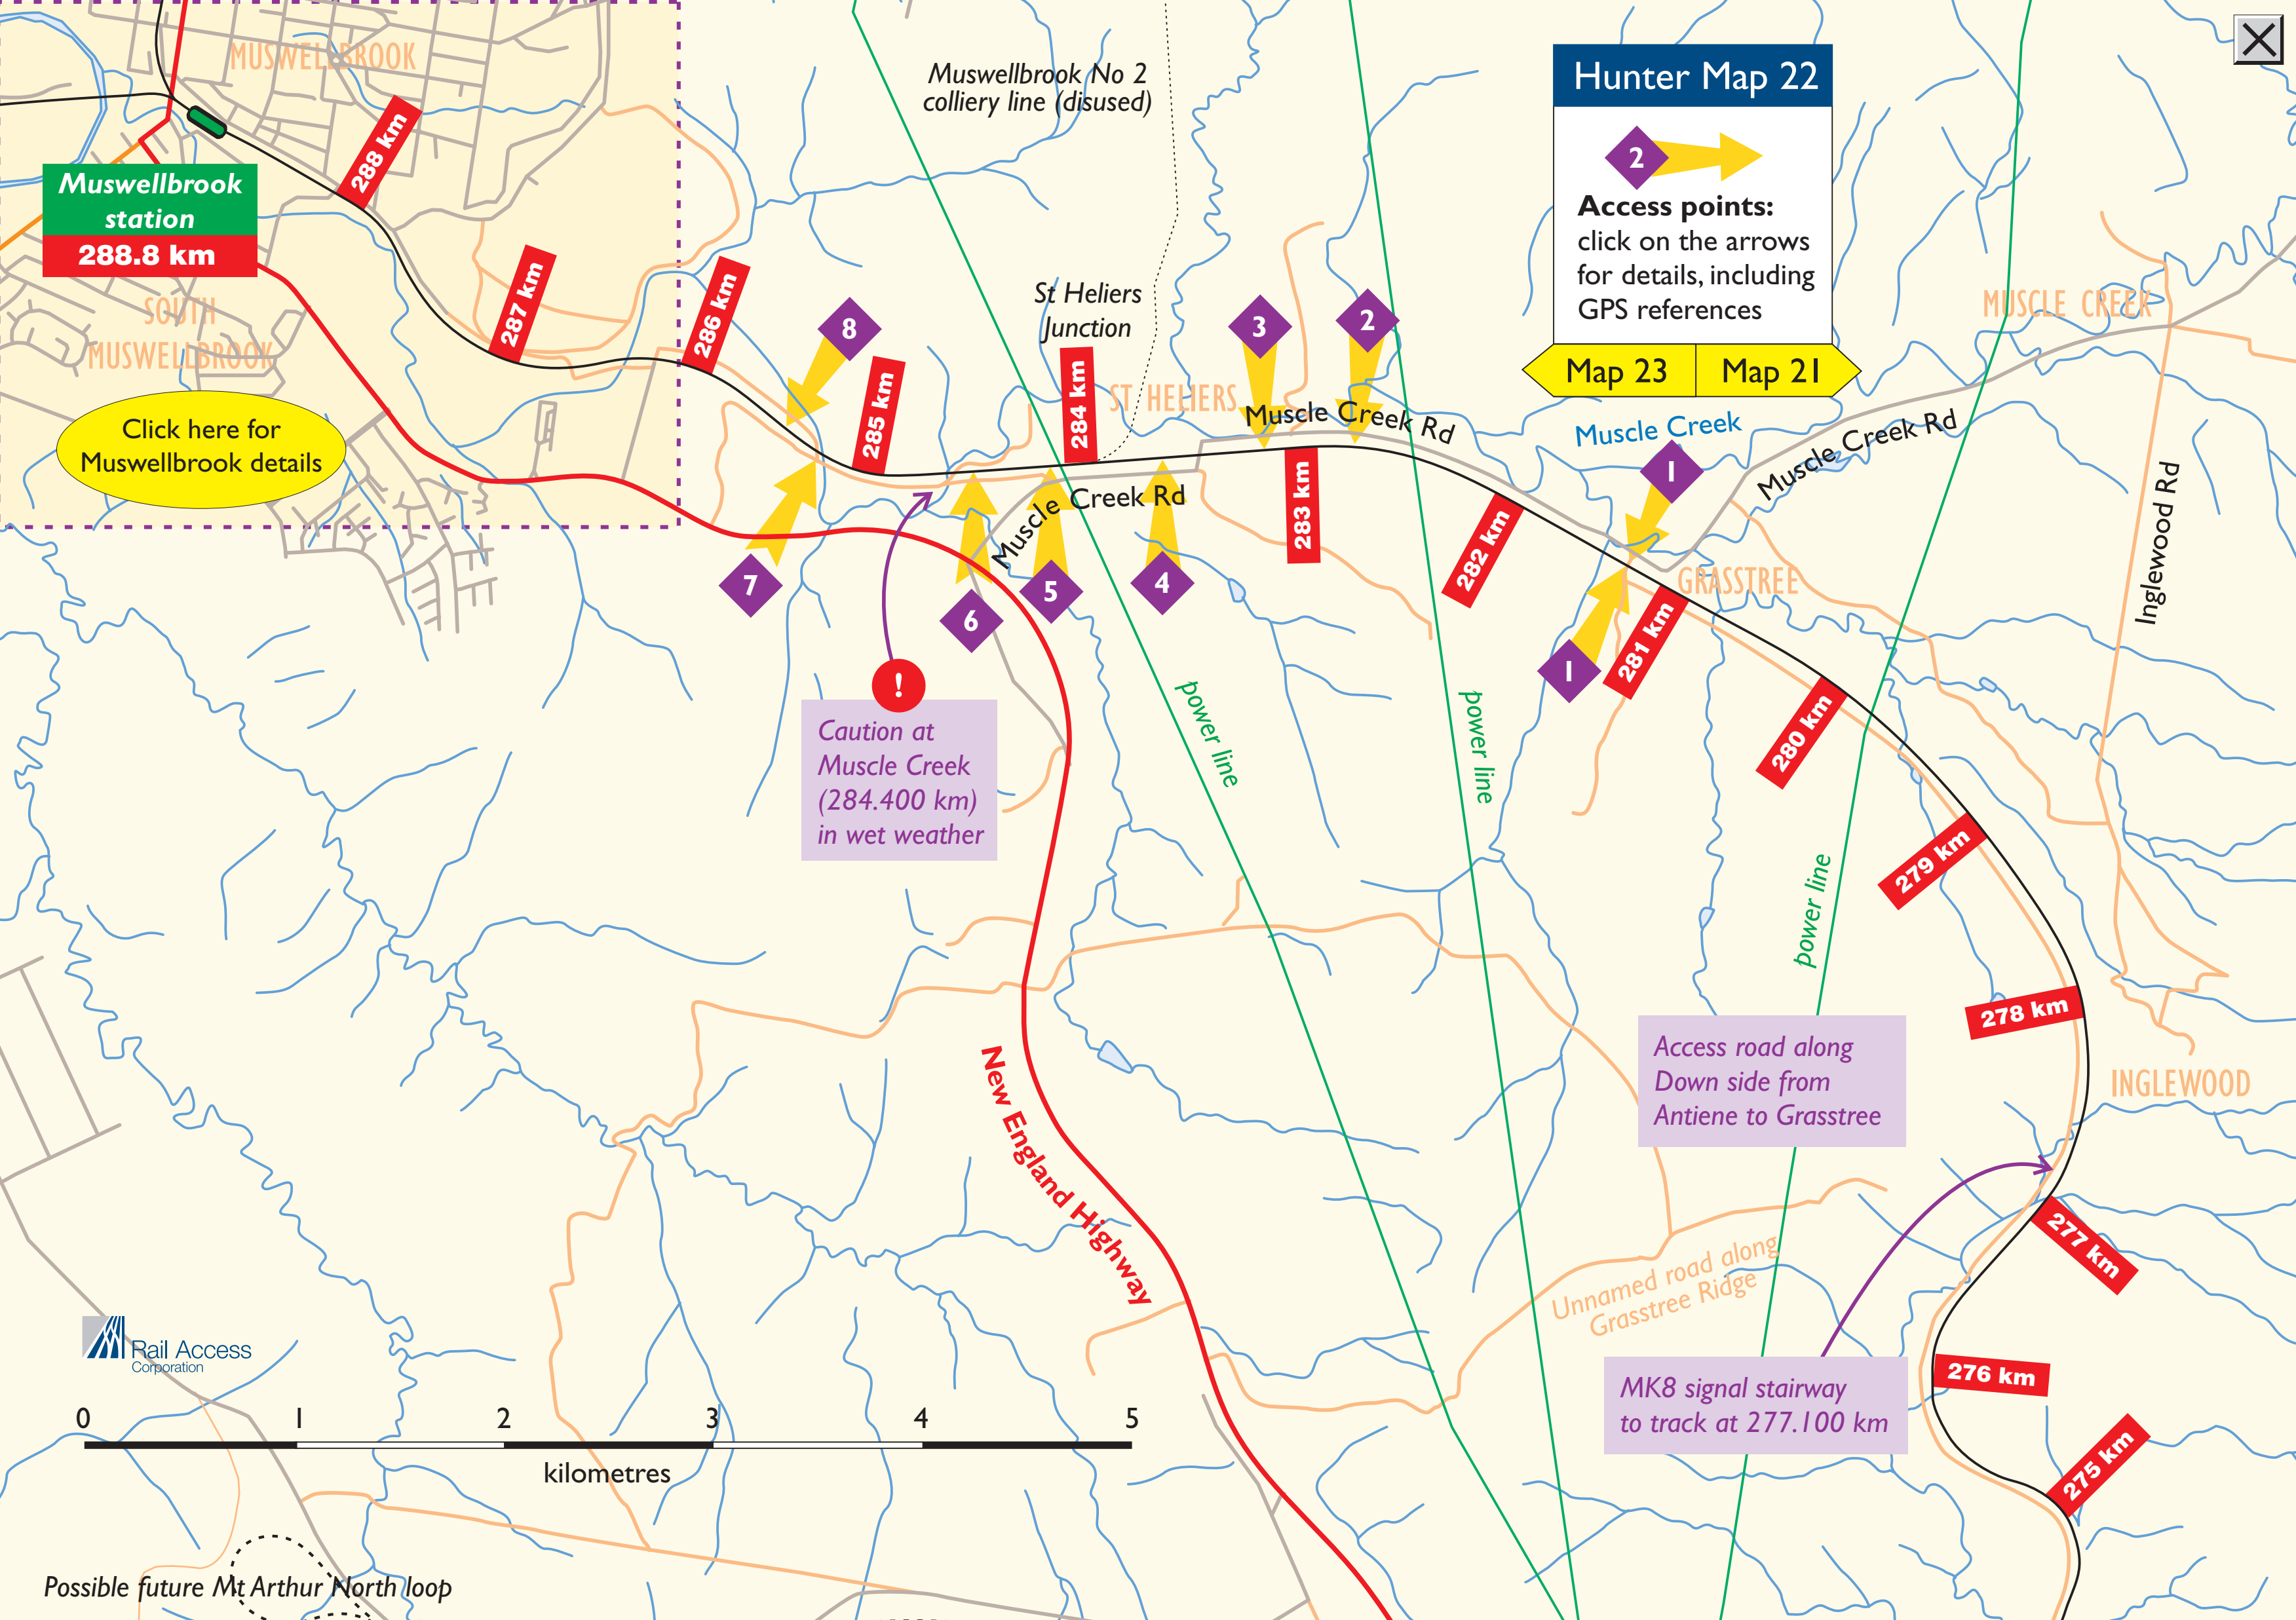 MUSWELLBROOK
Muswellbrook No 2
colliery line (disused)
Hunter Map 22
2
Access points:
click on the arrows
for details, including
GPS references
Map 23
Map 21
288 km
Muswellbrook
station
288.8 km
SOUTH
MUSWELLBROOK
287 km
286 km
8
285 km
St Heliers
Junction
284 km
ST HELIERS
3
2
Muscle Creek Rd
MUSCLE CREEK
Muscle Creek
Muscle Creek Rd
Inglewood Rd
Click here for
Muswellbrook details
1
Muscle Creek Rd
283 km
282 km
GRASSTREE
7
6
5
4
1
281 km
280 km
!
Caution at
Muscle Creek
(284.400 km)
in wet weather
power line
power line
power line
279 km
278 km
Access road along
Down side from
Antiene to Grasstree
INGLEWOOD
New England Highway
277 km
Unnamed road along
Grasstree Ridge
276 km
MK8 signal stairway
to track at 277.100 km
275 km
Rail Access
Corporation
0 1 2 3 4 5
kilometres
Possible future Mt Arthur North loop